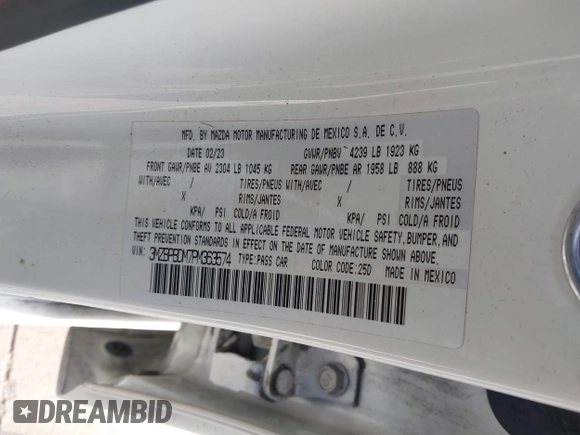 MFD. BY MAZDA MOTOR MANUFACTURING DE MEXICO S.A. DE C.V.
DATE 02/23 GVWR/PNBV 4239 LB 1923 KG
FRONT GAWR/PNBE AV 2304 LB 1045 KG REAR GAWR/PNBE AR 1958 LB 888 KG
WITH/AVEC / TIRES/PNEUS WITH/AVEC / TIRES/PNEUS
X RIMS/JANTES X RIMS/JANTES
KPA/ PSI COLD/A FROID KPA/ PSI COLD/A FROID
THIS VEHICLE CONFORMS TO ALL APPLICABLE FEDERAL MOTOR VEHICLE SAFETY, BUMPER, AND
THEFT PREVENTION STANDARDS IN EFFECT ON THE DATE OF MANUFACTURE SHOWN ABOVE.
VIN: 3MZBPBDM7PM363574 TYPE:PASS CAR COLOR CODE:25D MADE IN MEXICO
DREAMBID